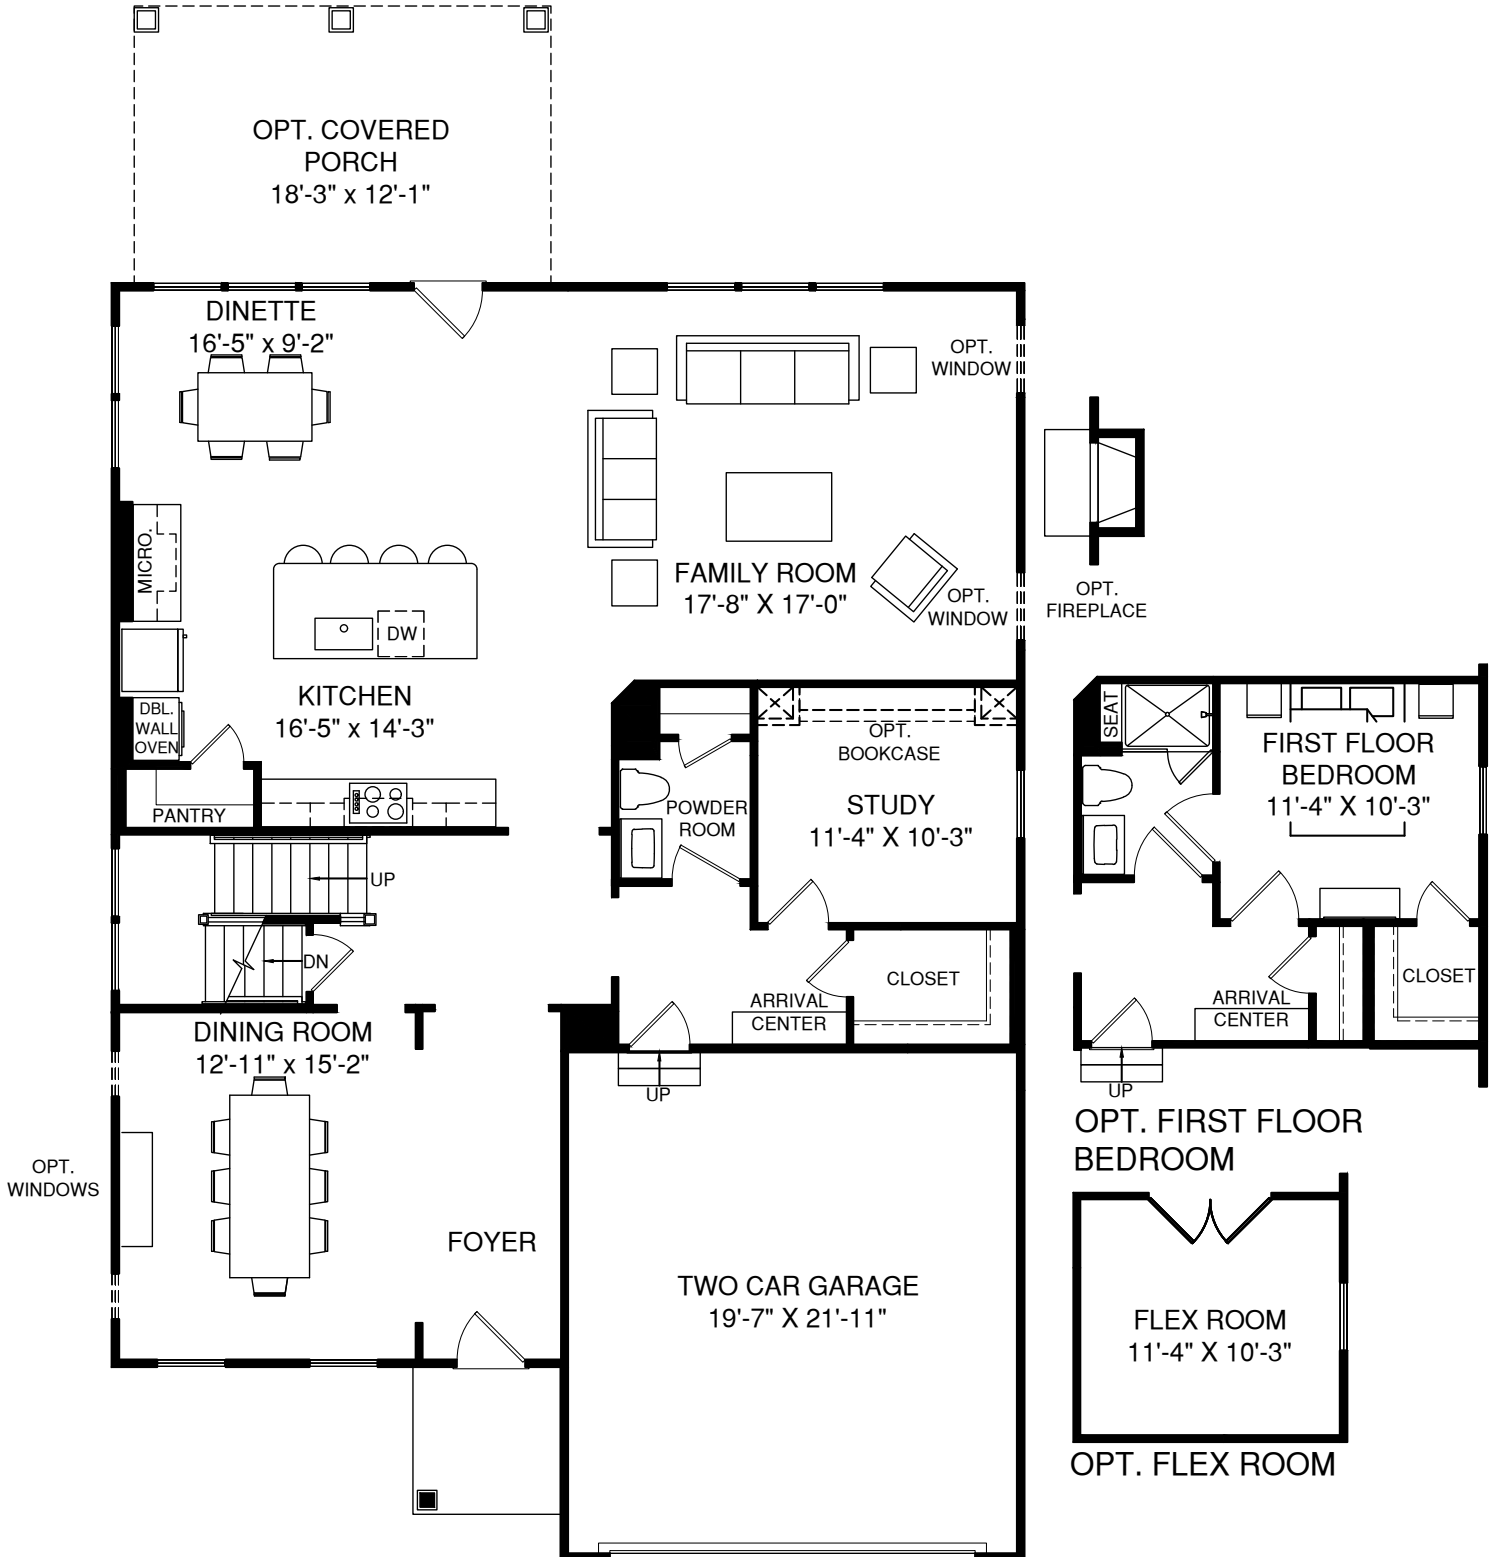 OPT. COVERED
PORCH
18'-3" x 12'-1"
DINETTE
16'-5" x 9'-2"
OPT.
WINDOW
MICRO.
DW
FAMILY ROOM
17'-8" X 17'-0"
OPT.
WINDOW
OPT.
FIREPLACE
KITCHEN
16'-5" x 14'-3"
DBL.
WALL
OVEN
PANTRY
OPT.
BOOKCASE
POWDER
ROOM
STUDY
11'-4" X 10'-3"
SEAT
FIRST FLOOR
BEDROOM
11'-4" X 10'-3"
UP
DN
CLOSET
ARRIVAL
CENTER
UP
CLOSET
ARRIVAL
CENTER
UP
OPT. FIRST FLOOR
BEDROOM
DINING ROOM
12'-11" x 15'-2"
OPT.
WINDOWS
FOYER
TWO CAR GARAGE
19'-7" X 21'-11"
FLEX ROOM
11'-4" X 10'-3"
OPT. FLEX ROOM